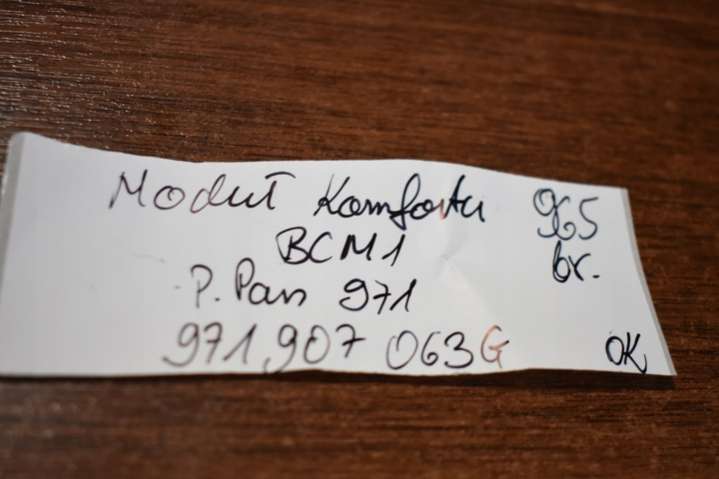 Moduł Komfortu 965
BCM1 br.
P. Pan 971
971,907 063G
OK